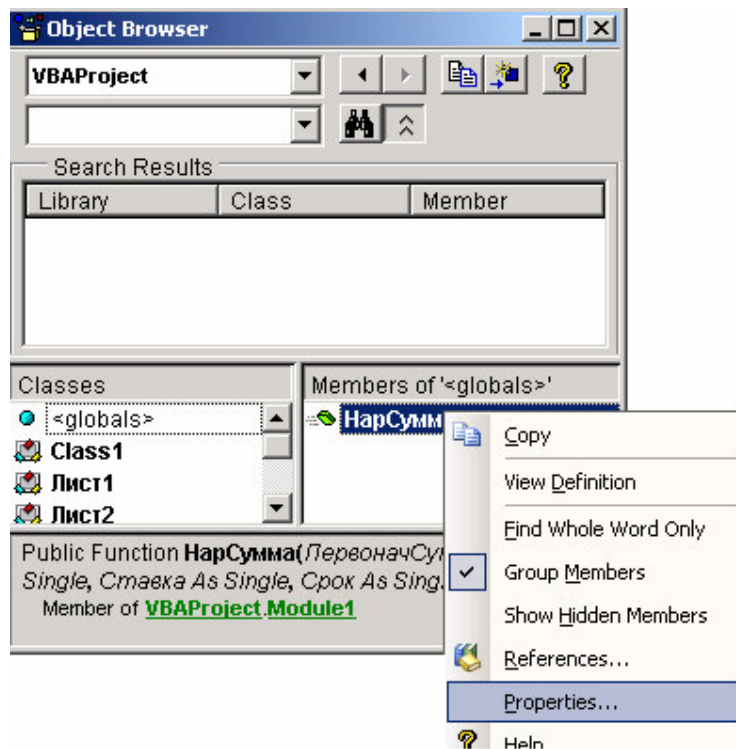 Object Browser
VBAProject
Search Results
Library Class Member
Classes
Members of '<globals>'
<globals>
Class1
Лист1
Лист2
Copy
View Definition
Find Whole Word Only
Group Members
Show Hidden Members
References...
Properties...
Help
Public Function НарСумма(
Single, Ставка As Single, Срок As
Member of VBAProject.Module1